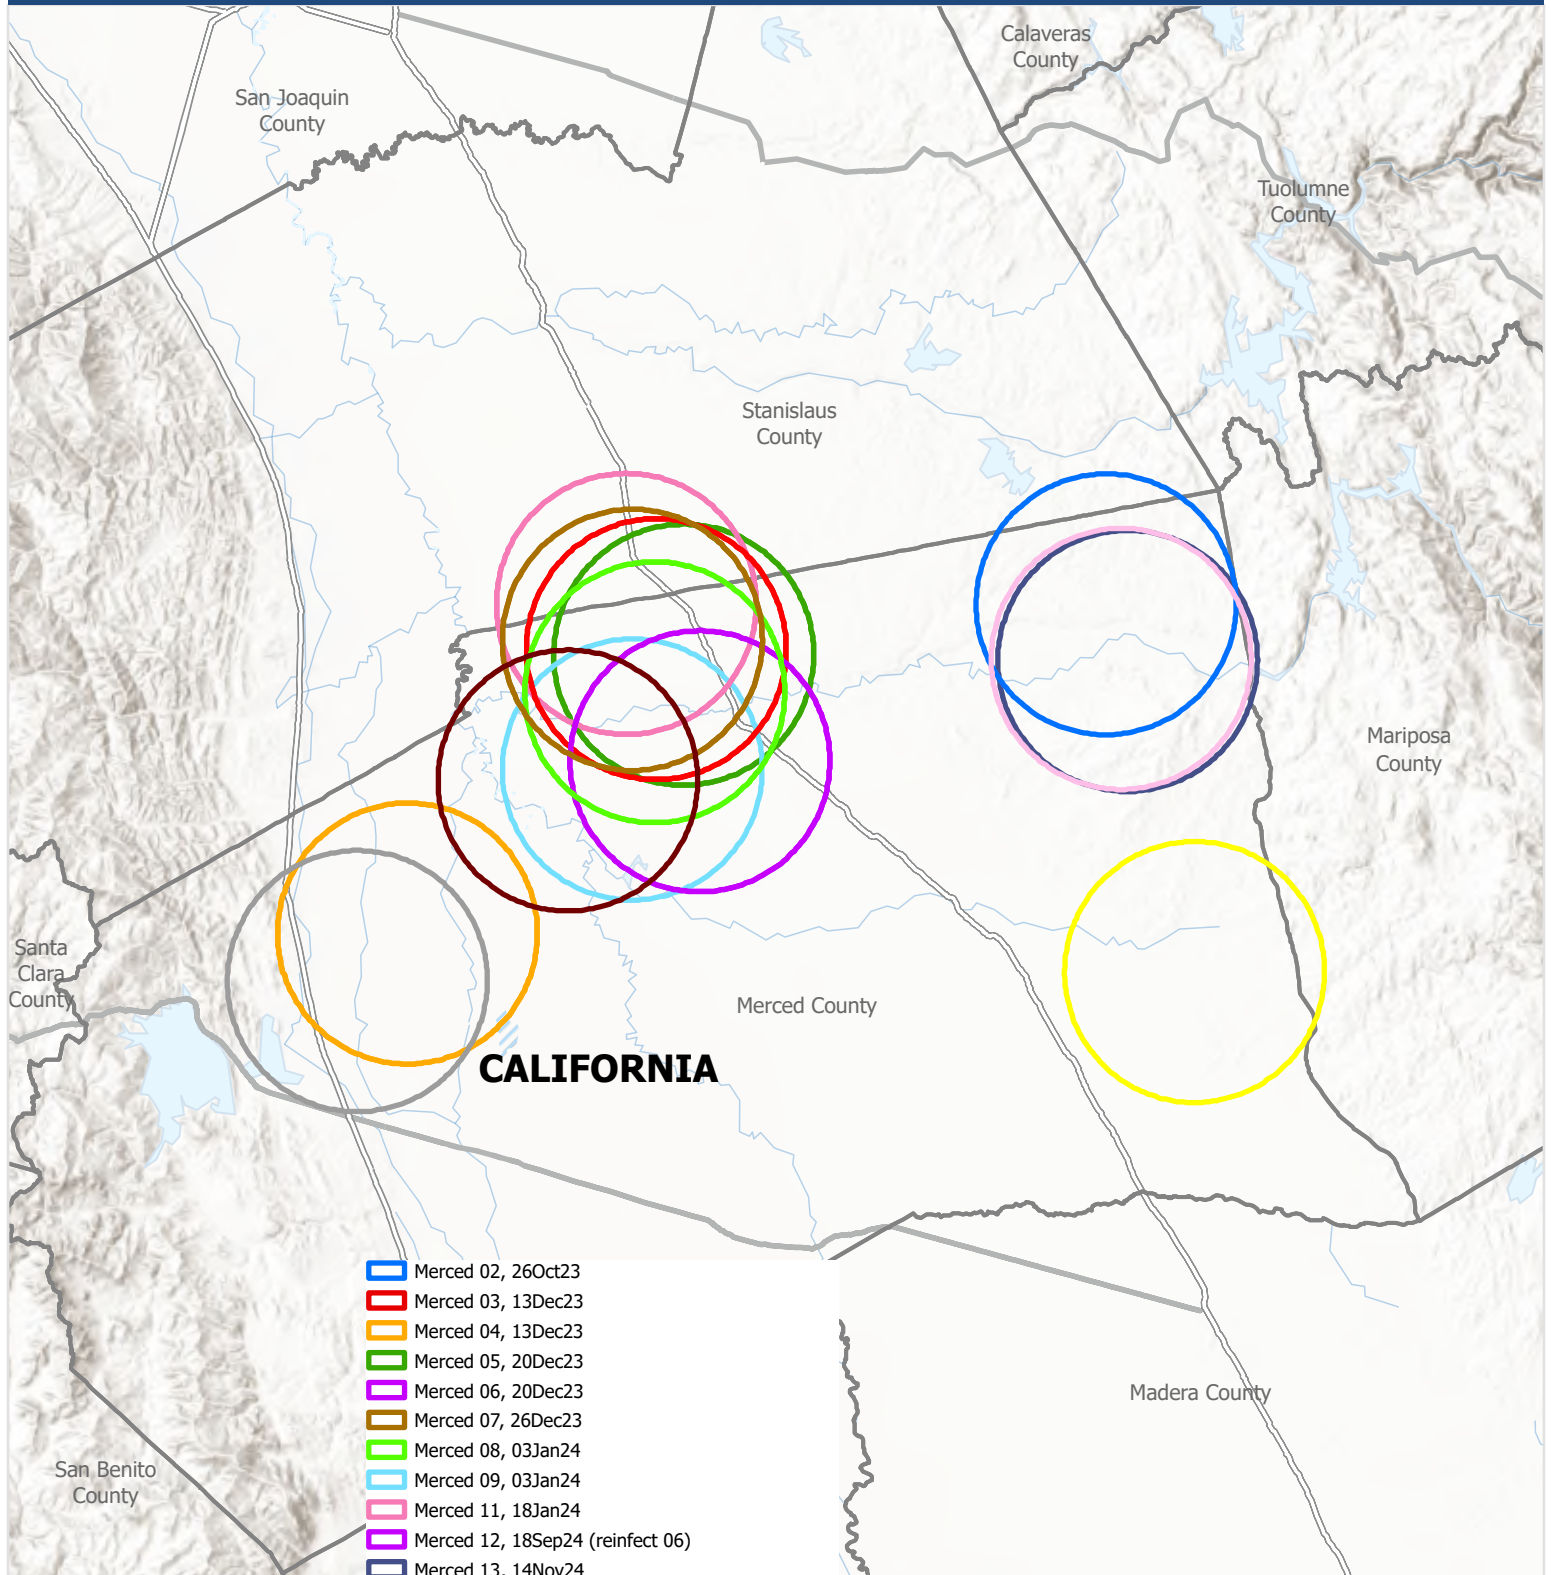 Calaveras
County
San Joaquin
County
Tuolumne
County
Stanislaus
County
Mariposa
County
Santa
Clara
County
Merced County
CALIFORNIA
Merced 02, 26Oct23
Merced 03, 13Dec23
Merced 04, 13Dec23
Merced 05, 20Dec23
Merced 06, 20Dec23
Merced 07, 26Dec23
Merced 08, 03Jan24
Merced 09, 03Jan24
Merced 11, 18Jan24
Merced 12, 18Sep24 (reinfect 06)
Merced 13, 14Nov24
Madera County
San Benito
County